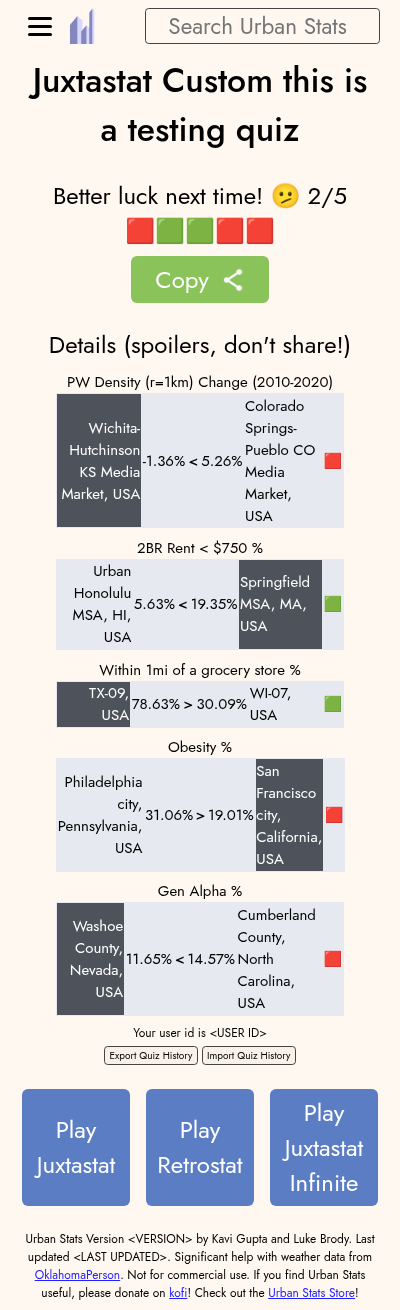 Search Urban Stats
Juxtastat Custom this is
a testing quiz
Better luck next time! 🫤 2/5
🟥🟩🟩🟥🟥
Copy
Details (spoilers, don't share!)
PW Density (r=1km) Change (2010-2020)
Wichita-
Hutchinson
KS Media
Market, USA
-1.36% < 5.26%
Colorado
Springs-
Pueblo CO
Media
Market,
USA
🟥
2BR Rent < $750 %
Urban
Honolulu
MSA, HI,
USA
5.63% < 19.35%
Springfield
MSA, MA,
USA
🟩
Within 1mi of a grocery store %
TX-09,
USA
78.63% > 30.09%
WI-07,
USA
🟩
Obesity %
Philadelphia
city,
Pennsylvania,
USA
31.06% > 19.01%
San
Francisco
city,
California,
USA
🟥
Gen Alpha %
Washoe
County,
Nevada,
USA
11.65% < 14.57%
Cumberland
County,
North
Carolina,
USA
🟥
Your user id is <USER ID>
Export Quiz History Import Quiz History
Play
Juxtastat
Play
Retrostat
Play
Juxtastat
Infinite
Urban Stats Version <VERSION> by Kavi Gupta and Luke Brody. Last
updated <LAST UPDATED>. Significant help with weather data from
OklahomaPerson. Not for commercial use. If you find Urban Stats
useful, please donate on kofi! Check out the Urban Stats Store!